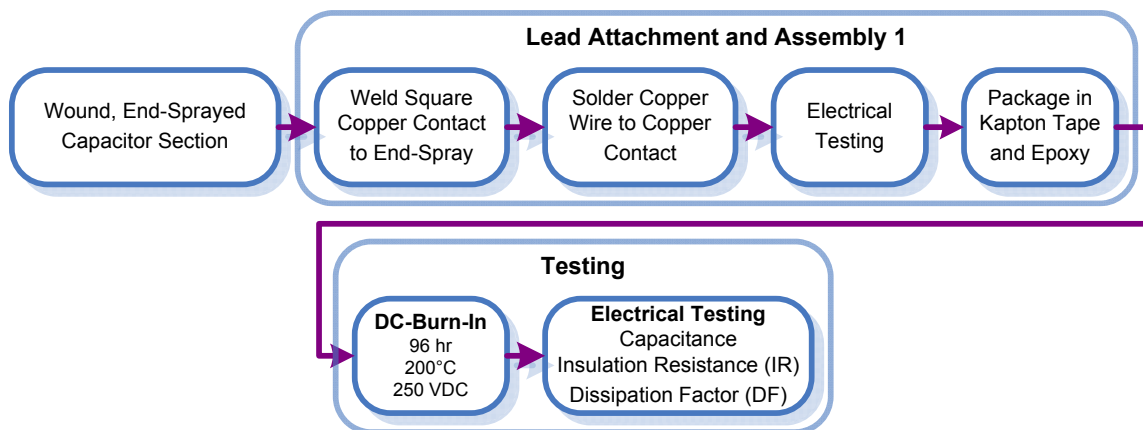 Lead Attachment and Assembly 1
Wound, End-Sprayed
Capacitor Section
Weld Square
Copper Contact
to End-Spray
Solder Copper
Wire to Copper
Contact
Electrical
Testing
Package in
Kapton Tape
and Epoxy
Testing
DC-Burn-In
96 hr
200°C
250 VDC
Electrical Testing
Capacitance
Insulation Resistance (IR)
Dissipation Factor (DF)